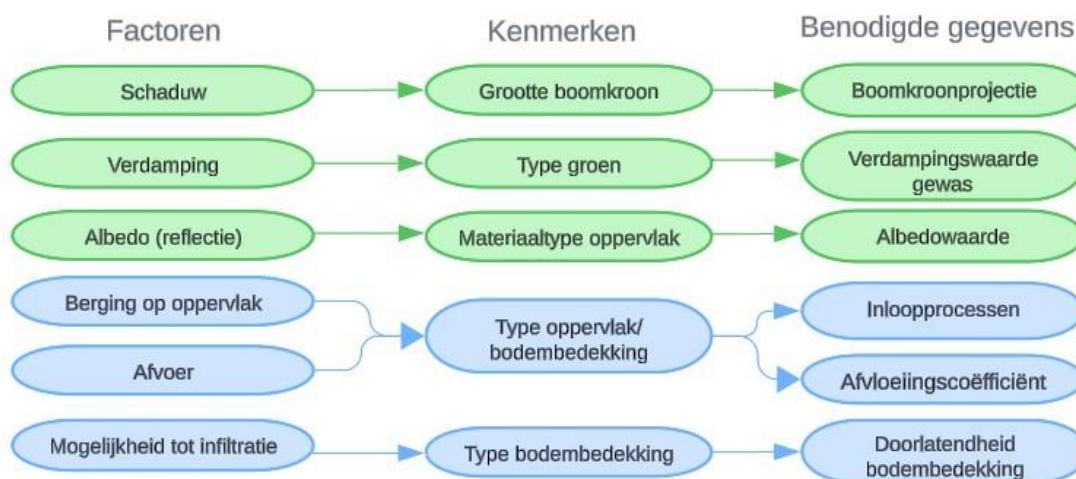 Factoren
Kenmerken
Benodigde gegevens
Schaduw
Grootte boomkroon
Boomkroonprojectie
Verdamping
Type groen
Verdampingswaarde
gewas
Albedo (reflectie)
Materiaaltype oppervlak
Albedowaarde
Berging op oppervlak
Afvoer
Type oppervlak/
bodembedekking
Inloopprocessen
Afvloeiingscoëfficiënt
Mogelijkheid tot infiltratie
Type bodembedekking
Doorlatendheid
bodembedekking